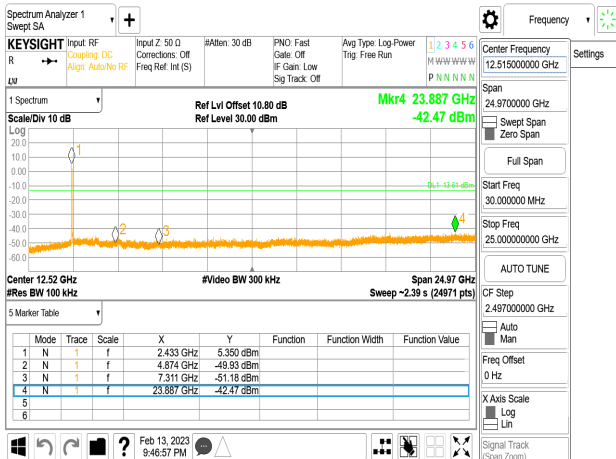 Spectrum Analyzer 1
Swept SA
Frequency
KEYSIGHT
R
Input: RF
Coupling: DC
Align: Auto/No RF
Input Z: 50 Ω
Corrections: Off
Freq Ref: Int (S)
#Atten: 30 dB
PNO: Fast
Gate: Off
IF Gain: Low
Sig Track: Off
Avg Type: Log-Power
Trig: Free Run
1 2 3 4 5 6
M W W W W W
P N N N N N
LXI
1 Spectrum
Scale/Div 10 dB
Ref Lvl Offset 10.80 dB
Ref Level 30.00 dBm
Mkr4 23.887 GHz
-42.47 dBm
Log
20.0
10.0
0.00
-10.0
-20.0
-30.0
-40.0
-50.0
-60.0
1
2
3
4
DL1 -13.61 dBm
Center 12.52 GHz
#Res BW 100 kHz
#Video BW 300 kHz
Span 24.97 GHz
Sweep ~2.39 s (24971 pts)
5 Marker Table
Mode Trace Scale X Y Function Function Width Function Value
1 N 1 f 2.433 GHz 5.350 dBm
2 N 1 f 4.874 GHz -49.93 dBm
3 N 1 f 7.311 GHz -51.18 dBm
4 N 1 f 23.887 GHz -42.47 dBm
5
6
Feb 13, 2023
9:46:57 PM
Center Frequency
12.515000000 GHz
Settings
Span
24.9700000 GHz
Swept Span
Zero Span
Full Span
Start Freq
30.000000 MHz
Stop Freq
25.000000000 GHz
AUTO TUNE
CF Step
2.497000000 GHz
Auto
Man
Freq Offset
0 Hz
X Axis Scale
Log
Lin
Signal Track
(Span Zoom)